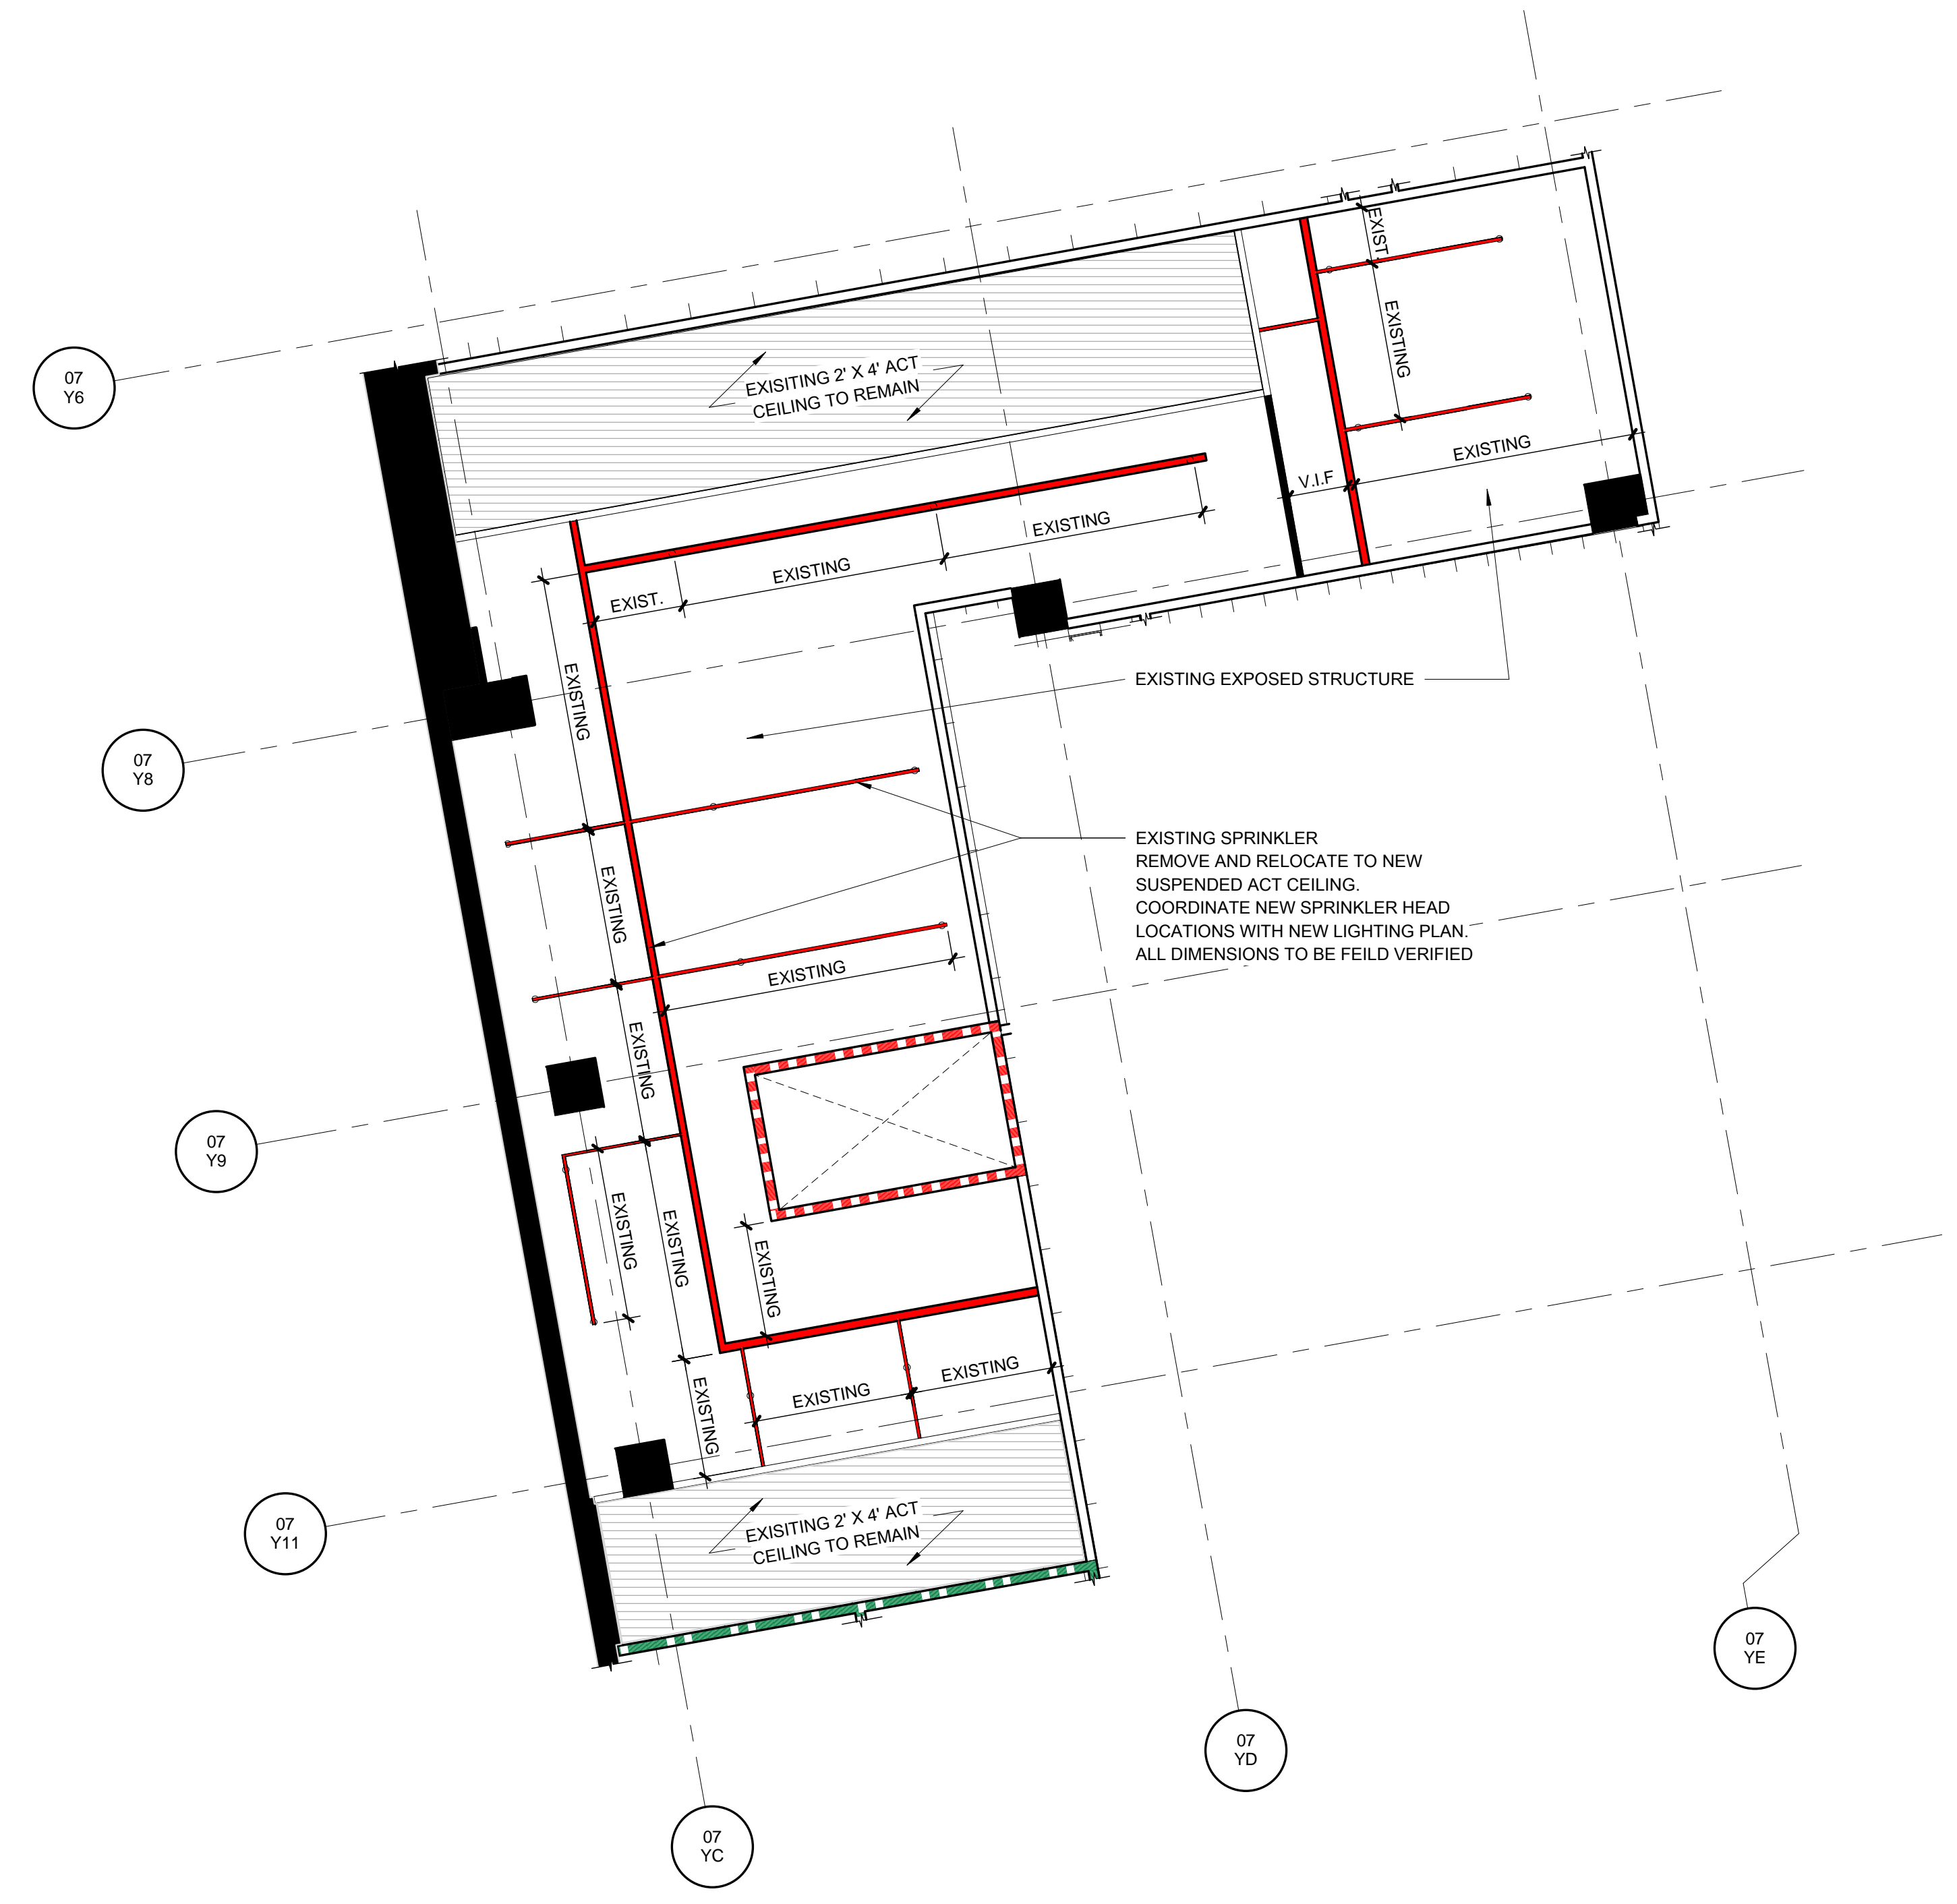 07
Y6
EXIST.
EXISTING
EXISITING 2' X 4' ACT
CEILING TO REMAIN
EXISTING
V.I.F
EXISTING
EXISTING
EXIST.
EXISTING
EXISTING EXPOSED STRUCTURE
07
Y8
EXISTING SPRINKLER
REMOVE AND RELOCATE TO NEW
SUSPENDED ACT CEILING.
COORDINATE NEW SPRINKLER HEAD
LOCATIONS WITH NEW LIGHTING PLAN.
ALL DIMENSIONS TO BE FEILD VERIFIED
EXISTING
EXISTING
EXISTING
07
Y9
EXISTING
EXISTING
EXISTING
EXISTING
EXISTING
EXISTING
07
Y11
EXISITING 2' X 4' ACT
CEILING TO REMAIN
07
YE
07
YD
07
YC